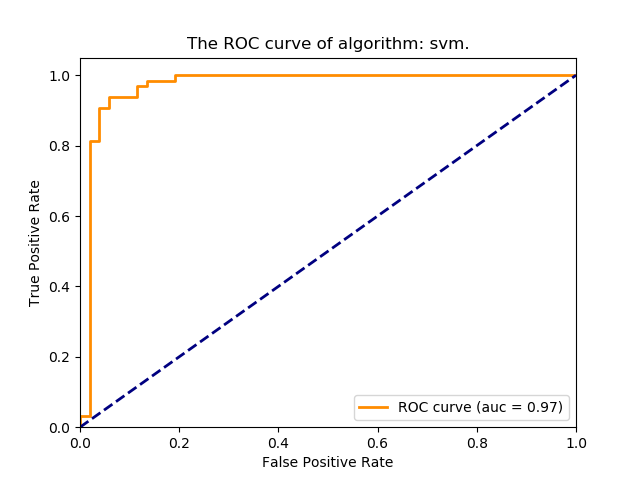 The ROC curve of algorithm: svm.
True Positive Rate
1.0
0.8
0.6
0.4
0.2
0.0
ROC curve (auc = 0.97)
0.0 0.2 0.4 0.6 0.8 1.0
False Positive Rate